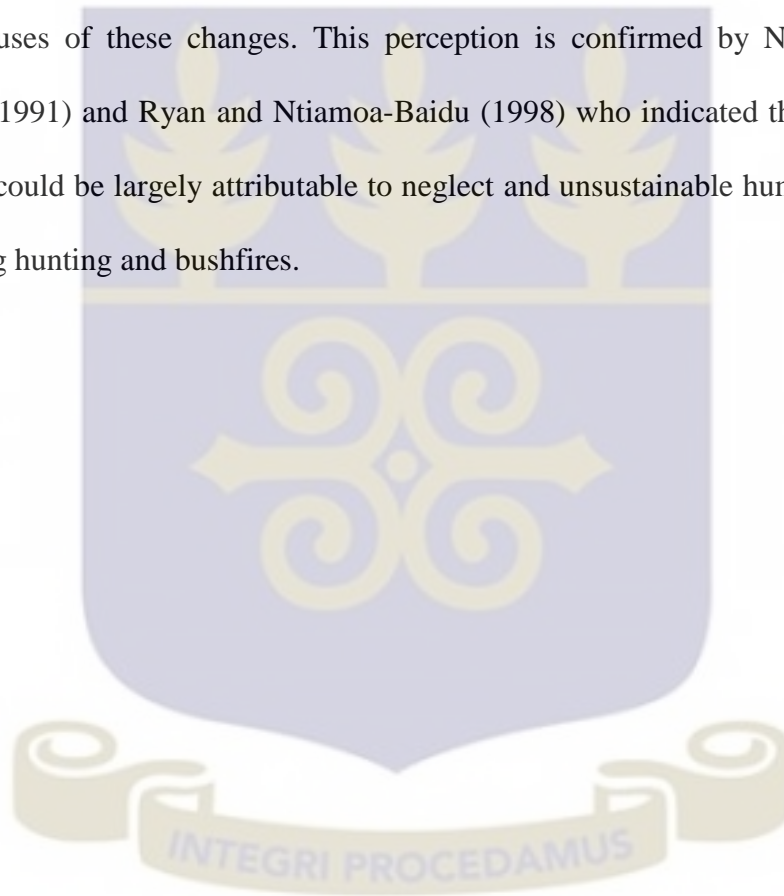 uses of these changes. This perception is confirmed by N
1991) and Ryan and Ntiamoa-Baidu (1998) who indicated th
could be largely attributable to neglect and unsustainable hun
g hunting and bushfires.
INTEGRI PROCEDAMUS